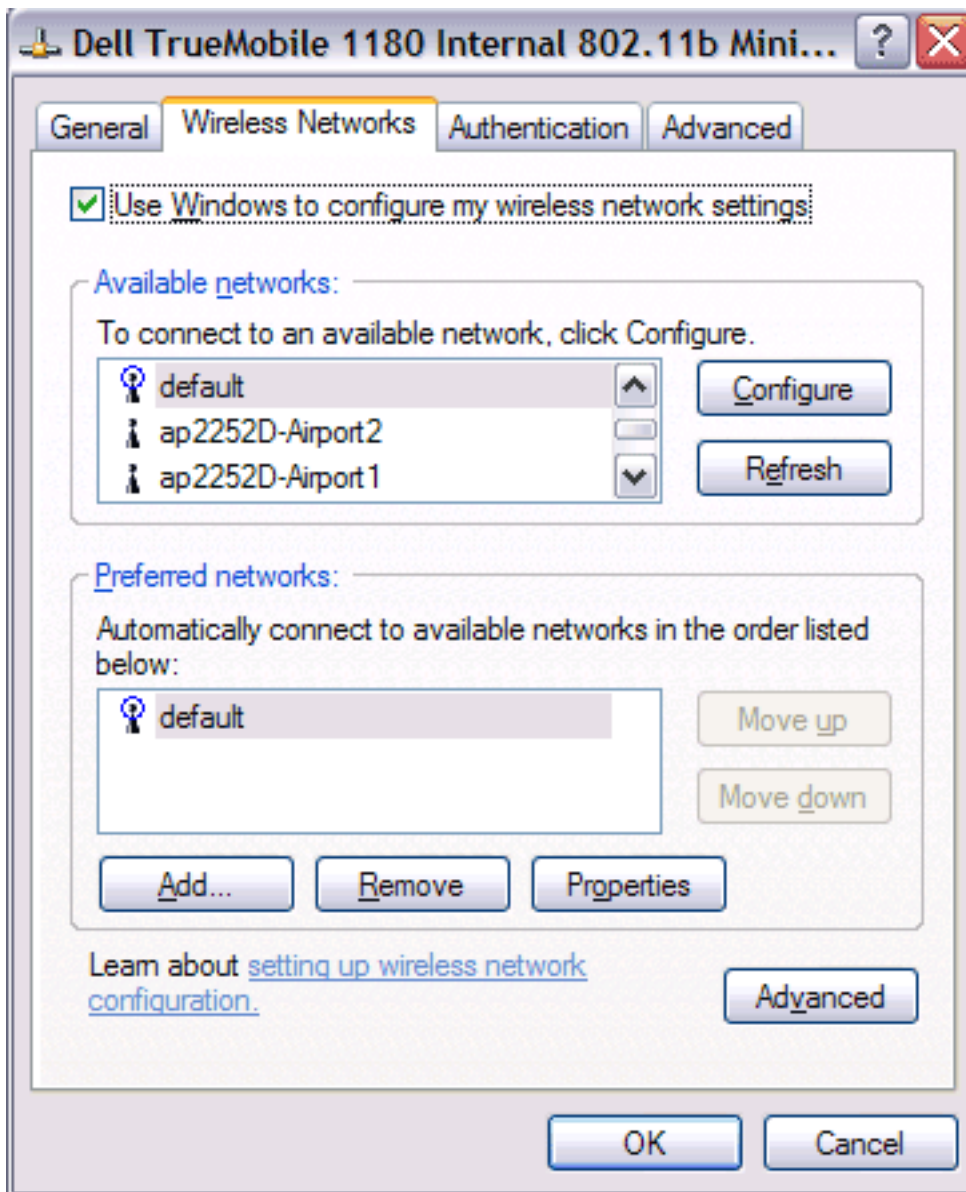 Dell TrueMobile 1180 Internal 802.11b Mini...
General Wireless Networks Authentication Advanced
Use Windows to configure my wireless network settings
Available networks:
To connect to an available network, click Configure.
default
ap2252D-Airport2
ap2252D-Airport1
Configure
Refresh
Preferred networks:
Automatically connect to available networks in the order listed
below:
default
Move up
Move down
Add... Remove Properties
Learn about setting up wireless network
configuration.
Advanced
OK Cancel